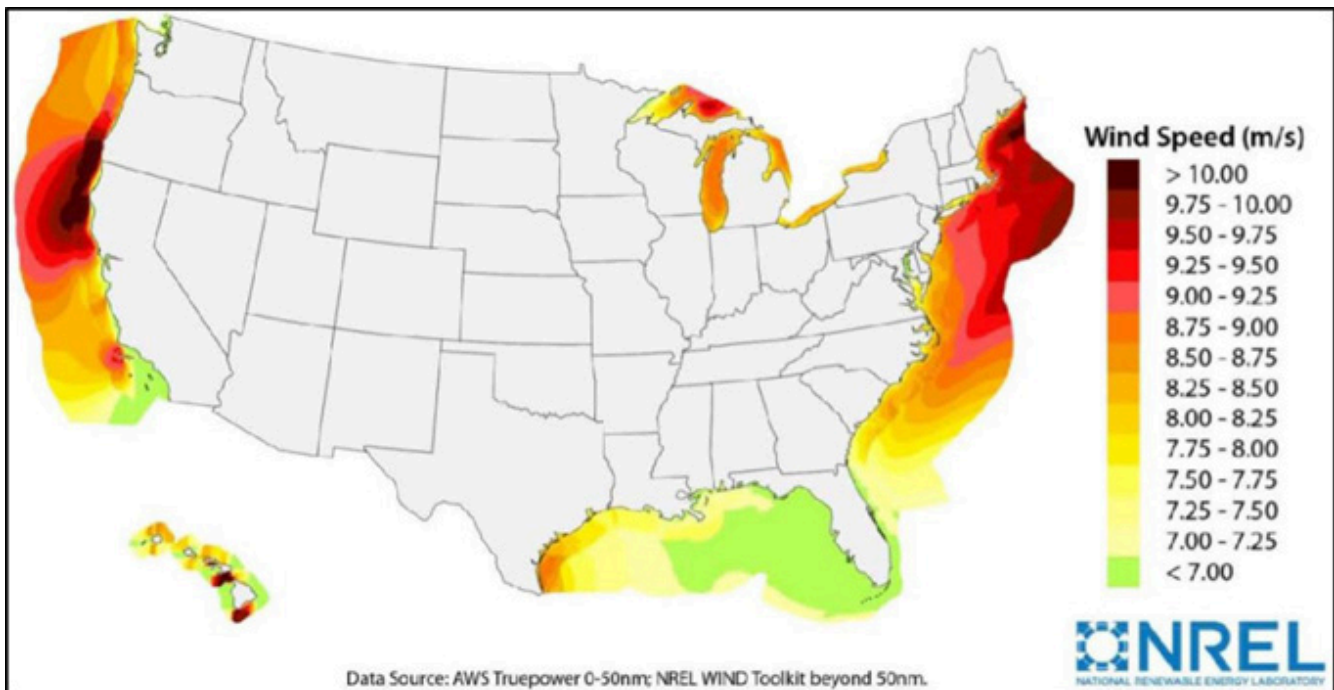 Wind Speed (m/s)
> 10.00
9.75 - 10.00
9.50 - 9.75
9.25 - 9.50
9.00 - 9.25
8.75 - 9.00
8.50 - 8.75
8.25 - 8.50
8.00 - 8.25
7.75 - 8.00
7.50 - 7.75
7.25 - 7.50
7.00 - 7.25
< 7.00
NREL
NATIONAL RENEWABLE ENERGY LABORATORY
Data Source: AWS Truepower 0-50nm; NREL WIND Toolkit beyond 50nm.